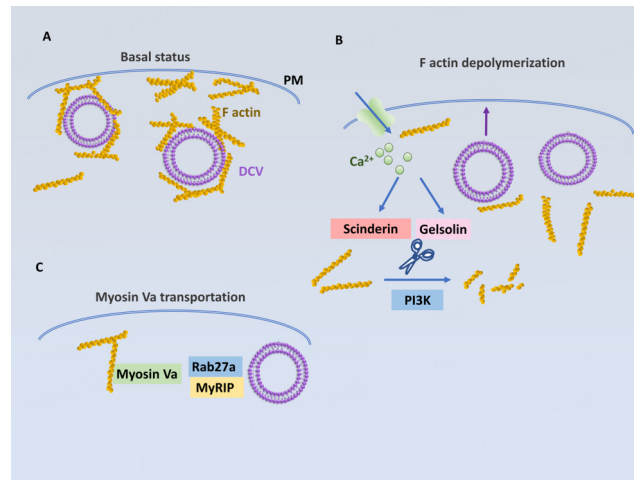 A
Basal status
PM
F actin
DCV
B
F actin depolymerization
Ca²⁺
Scinderin
Gelsolin
PI3K
C
Myosin Va transportation
Myosin Va
Rab27a
MyRIP